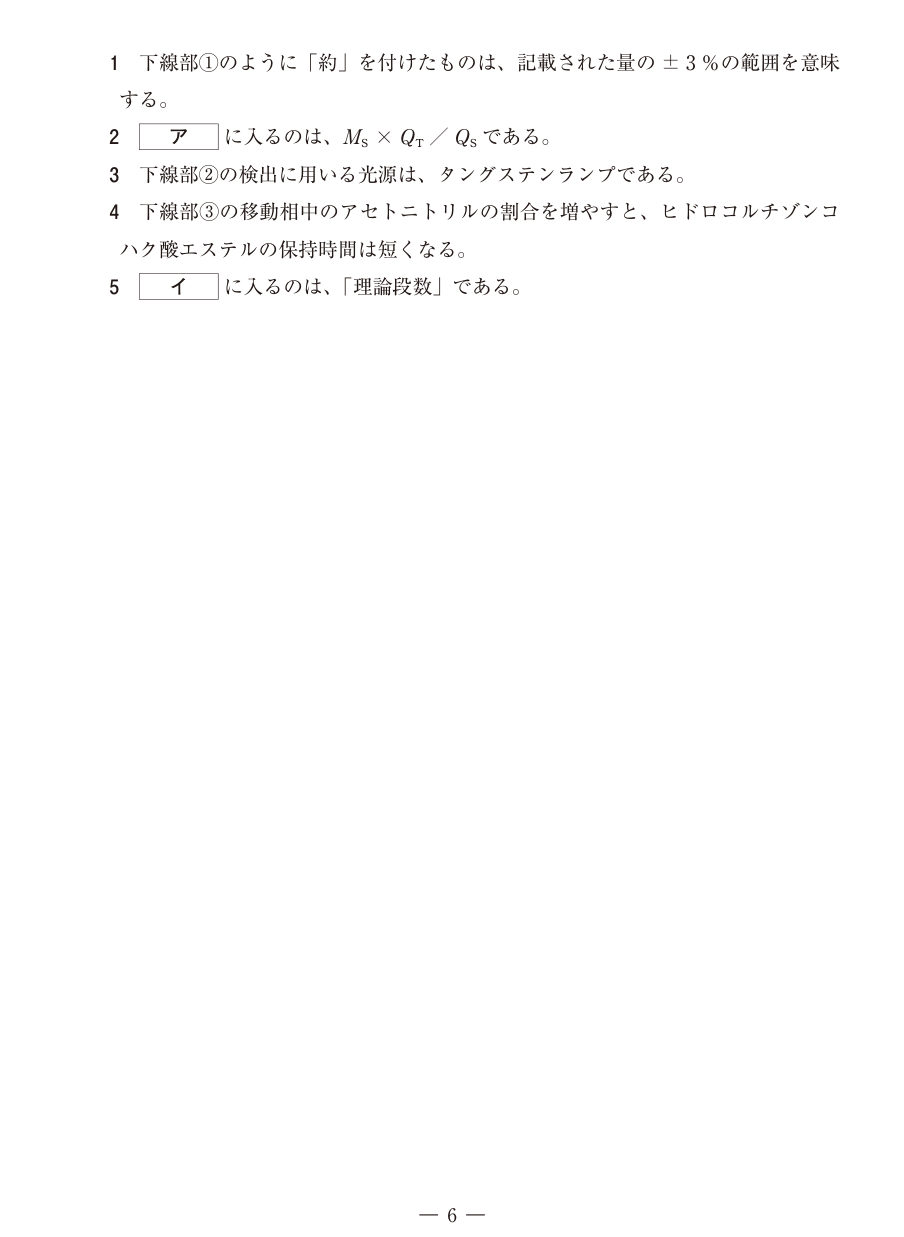 1　下線部①のように「約」を付けたものは、記載された量の ± 3 %の範囲を意味
する。
2　ア に入るのは、M_S × Q_T ／ Q_S である。
3　下線部②の検出に用いる光源は、タングステンランプである。
4　下線部③の移動相中のアセトニトリルの割合を増やすと、ヒドロコルチゾンコ
ハク酸エステルの保持時間は短くなる。
5　イ に入るのは、「理論段数」である。
― 6 ―